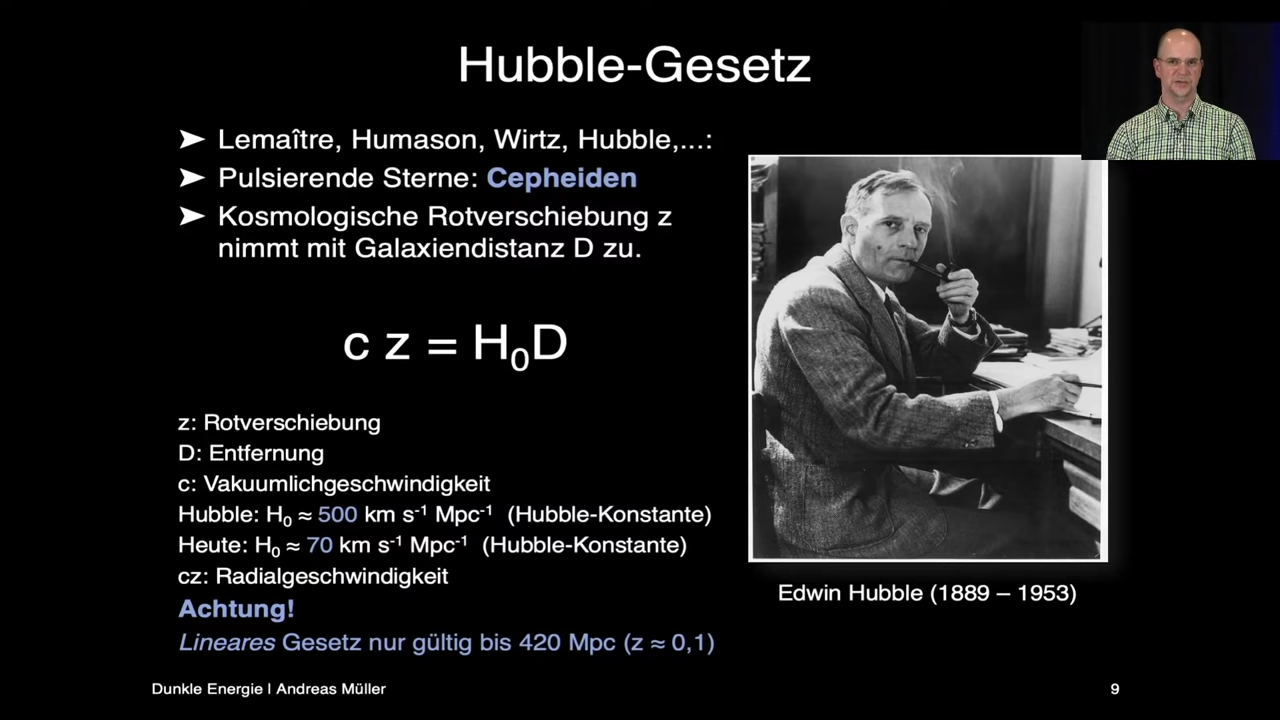 Hubble-Gesetz
➤ Lemaître, Humason, Wirtz, Hubble,...:
➤ Pulsierende Sterne: Cepheiden
➤ Kosmologische Rotverschiebung z
nimmt mit Galaxiendistanz D zu.
c z = H₀D
z: Rotverschiebung
D: Entfernung
c: Vakuumlichgeschwindigkeit
Hubble: H₀ ≈ 500 km s⁻¹ Mpc⁻¹ (Hubble-Konstante)
Heute: H₀ ≈ 70 km s⁻¹ Mpc⁻¹ (Hubble-Konstante)
cz: Radialgeschwindigkeit
Achtung!
Lineares Gesetz nur gültig bis 420 Mpc (z ≈ 0,1)
Edwin Hubble (1889 – 1953)
Dunkle Energie | Andreas Müller
9